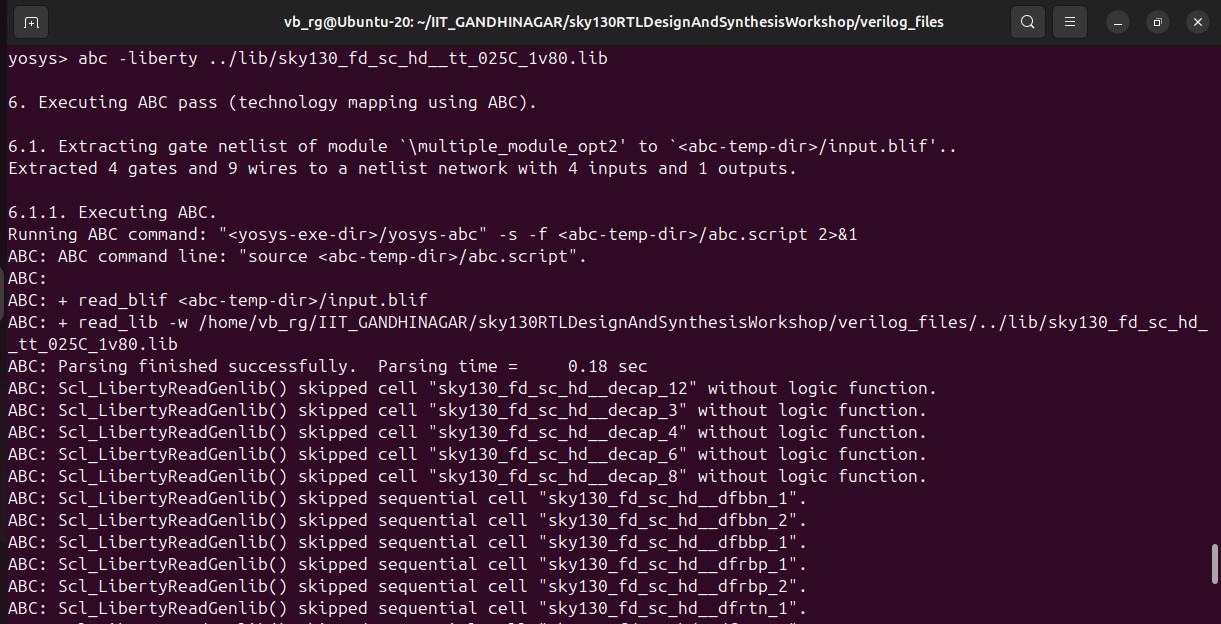 vb_rg@Ubuntu-20: ~/IIT_GANDHINAGAR/sky130RTLDesignAndSynthesisWorkshop/verilog_files
yosys> abc -liberty ../lib/sky130_fd_sc_hd__tt_025C_1v80.lib
6. Executing ABC pass (technology mapping using ABC).
6.1. Extracting gate netlist of module `\multiple_module_opt2' to `<abc-temp-dir>/input.blif'..
Extracted 4 gates and 9 wires to a netlist network with 4 inputs and 1 outputs.
6.1.1. Executing ABC.
Running ABC command: "<yosys-exe-dir>/yosys-abc" -s -f <abc-temp-dir>/abc.script 2>&1
ABC: ABC command line: "source <abc-temp-dir>/abc.script".
ABC:
ABC: + read_blif <abc-temp-dir>/input.blif
ABC: + read_lib -w /home/vb_rg/IIT_GANDHINAGAR/sky130RTLDesignAndSynthesisWorkshop/verilog_files/../lib/sky130_fd_sc_hd_
_tt_025C_1v80.lib
ABC: Parsing finished successfully.  Parsing time =     0.18 sec
ABC: Scl_LibertyReadGenlib() skipped cell "sky130_fd_sc_hd__decap_12" without logic function.
ABC: Scl_LibertyReadGenlib() skipped cell "sky130_fd_sc_hd__decap_3" without logic function.
ABC: Scl_LibertyReadGenlib() skipped cell "sky130_fd_sc_hd__decap_4" without logic function.
ABC: Scl_LibertyReadGenlib() skipped cell "sky130_fd_sc_hd__decap_6" without logic function.
ABC: Scl_LibertyReadGenlib() skipped cell "sky130_fd_sc_hd__decap_8" without logic function.
ABC: Scl_LibertyReadGenlib() skipped sequential cell "sky130_fd_sc_hd__dfbbn_1".
ABC: Scl_LibertyReadGenlib() skipped sequential cell "sky130_fd_sc_hd__dfbbn_2".
ABC: Scl_LibertyReadGenlib() skipped sequential cell "sky130_fd_sc_hd__dfbbp_1".
ABC: Scl_LibertyReadGenlib() skipped sequential cell "sky130_fd_sc_hd__dfrbp_1".
ABC: Scl_LibertyReadGenlib() skipped sequential cell "sky130_fd_sc_hd__dfrbp_2".
ABC: Scl_LibertyReadGenlib() skipped sequential cell "sky130_fd_sc_hd__dfrtn_1".